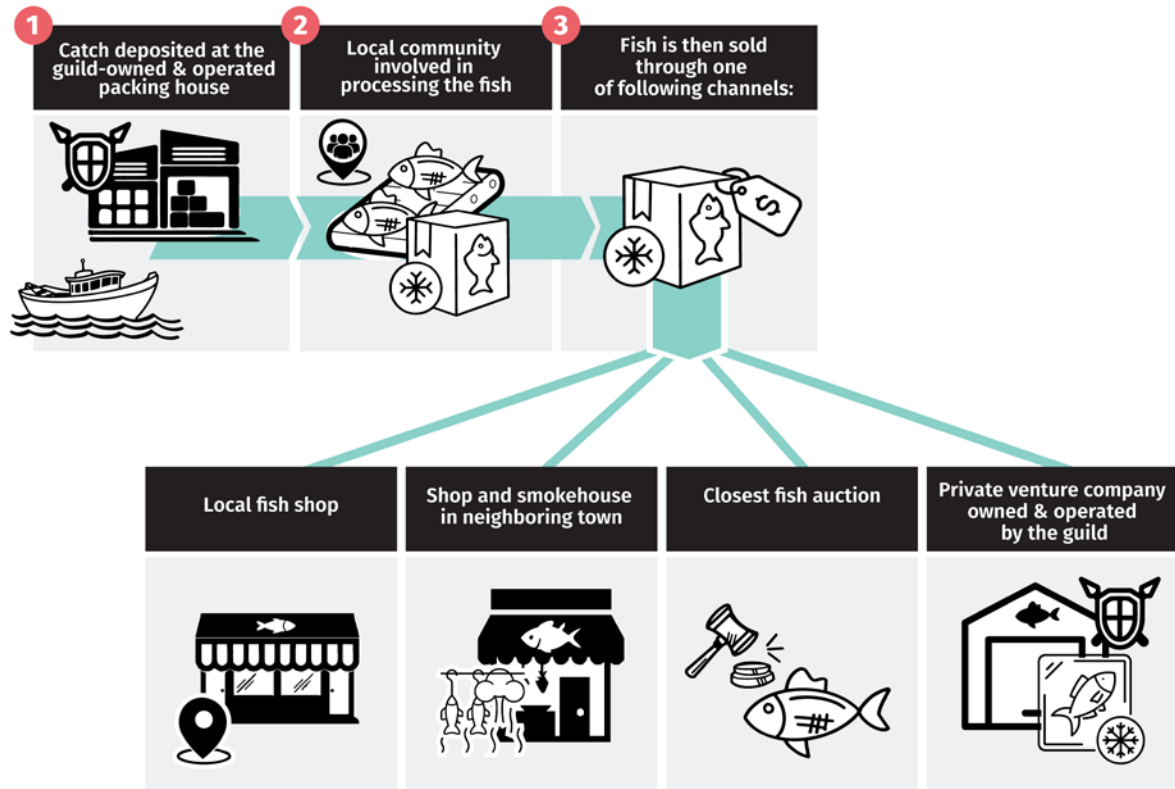 1
Catch deposited at the
guild-owned & operated
packing house
2
Local community
involved in
processing the fish
3
Fish is then sold
through one
of following channels:
$
Local fish shop
Shop and smokehouse
in neighboring town
Closest fish auction
Private venture company
owned & operated
by the guild